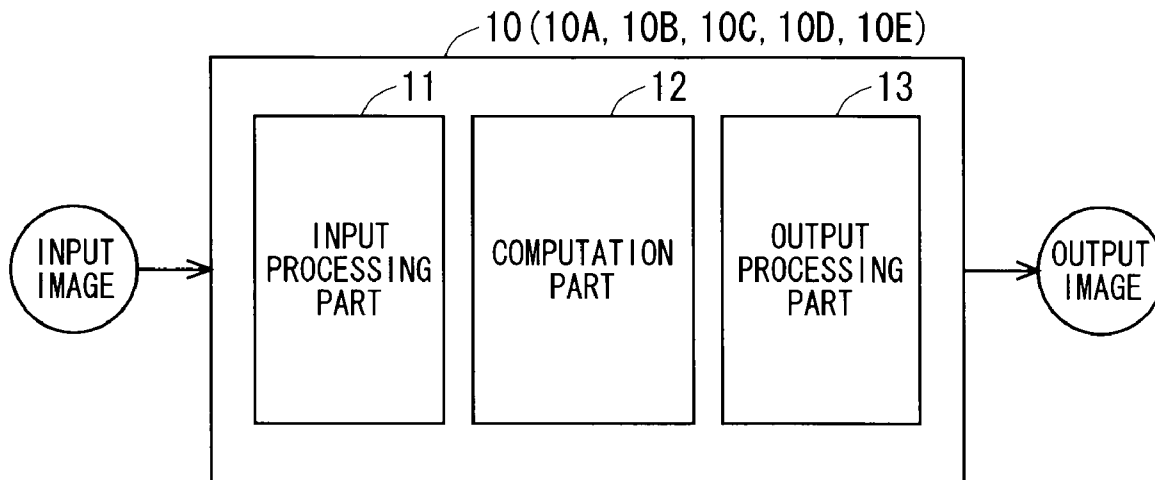 10(10A, 10B, 10C, 10D, 10E)
11
12
13
INPUT
IMAGE
INPUT
PROCESSING
PART
COMPUTATION
PART
OUTPUT
PROCESSING
PART
OUTPUT
IMAGE